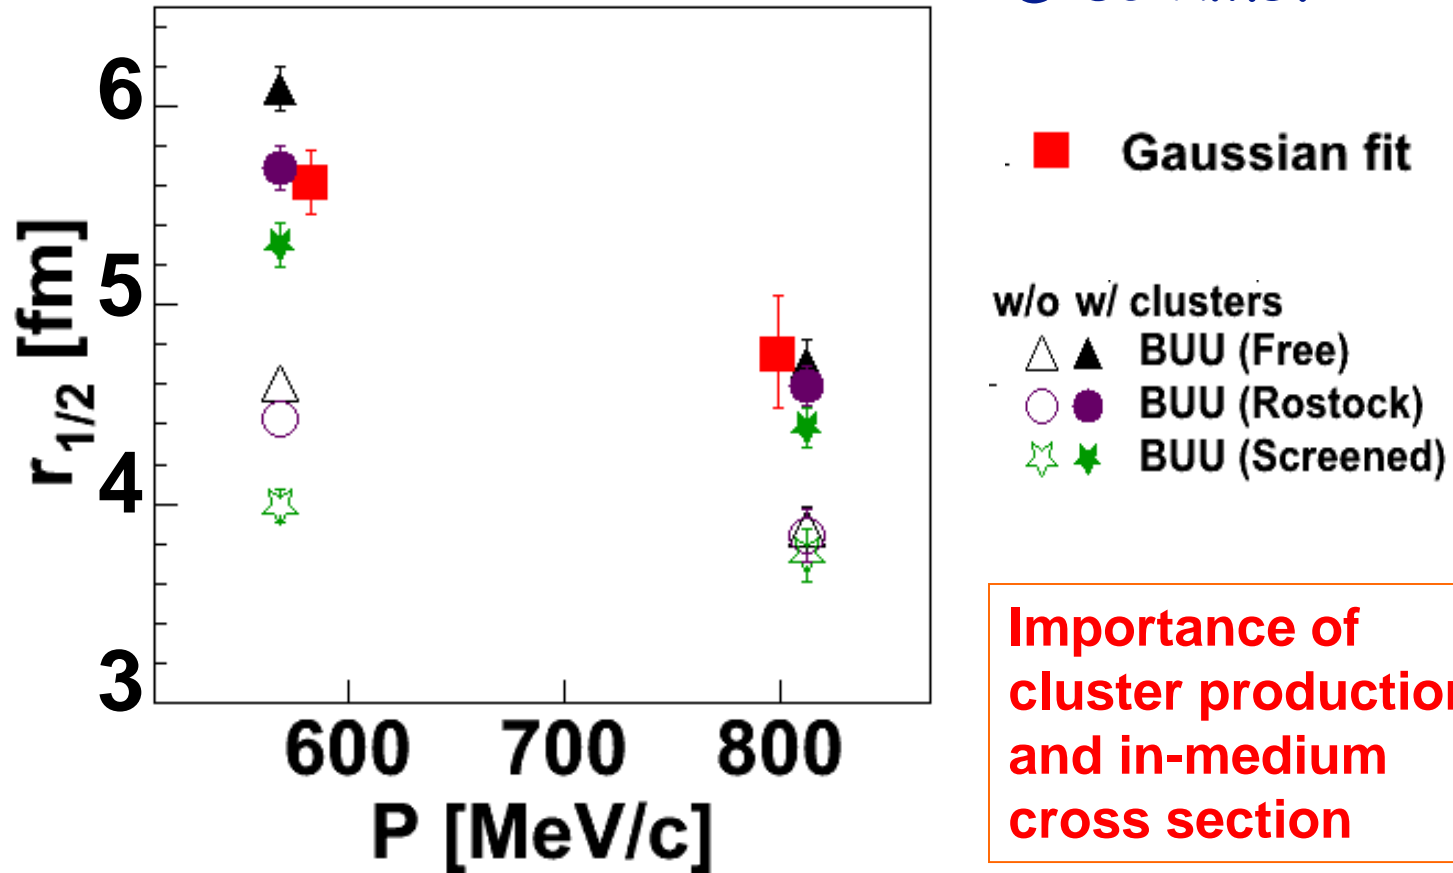 6
5
4
3
r1/2 [fm]
600 700 800
P [MeV/c]
Gaussian fit
w/o w/ clusters
BUU (Free)
BUU (Rostock)
BUU (Screened)
Importance of
cluster production
and in-medium
cross section